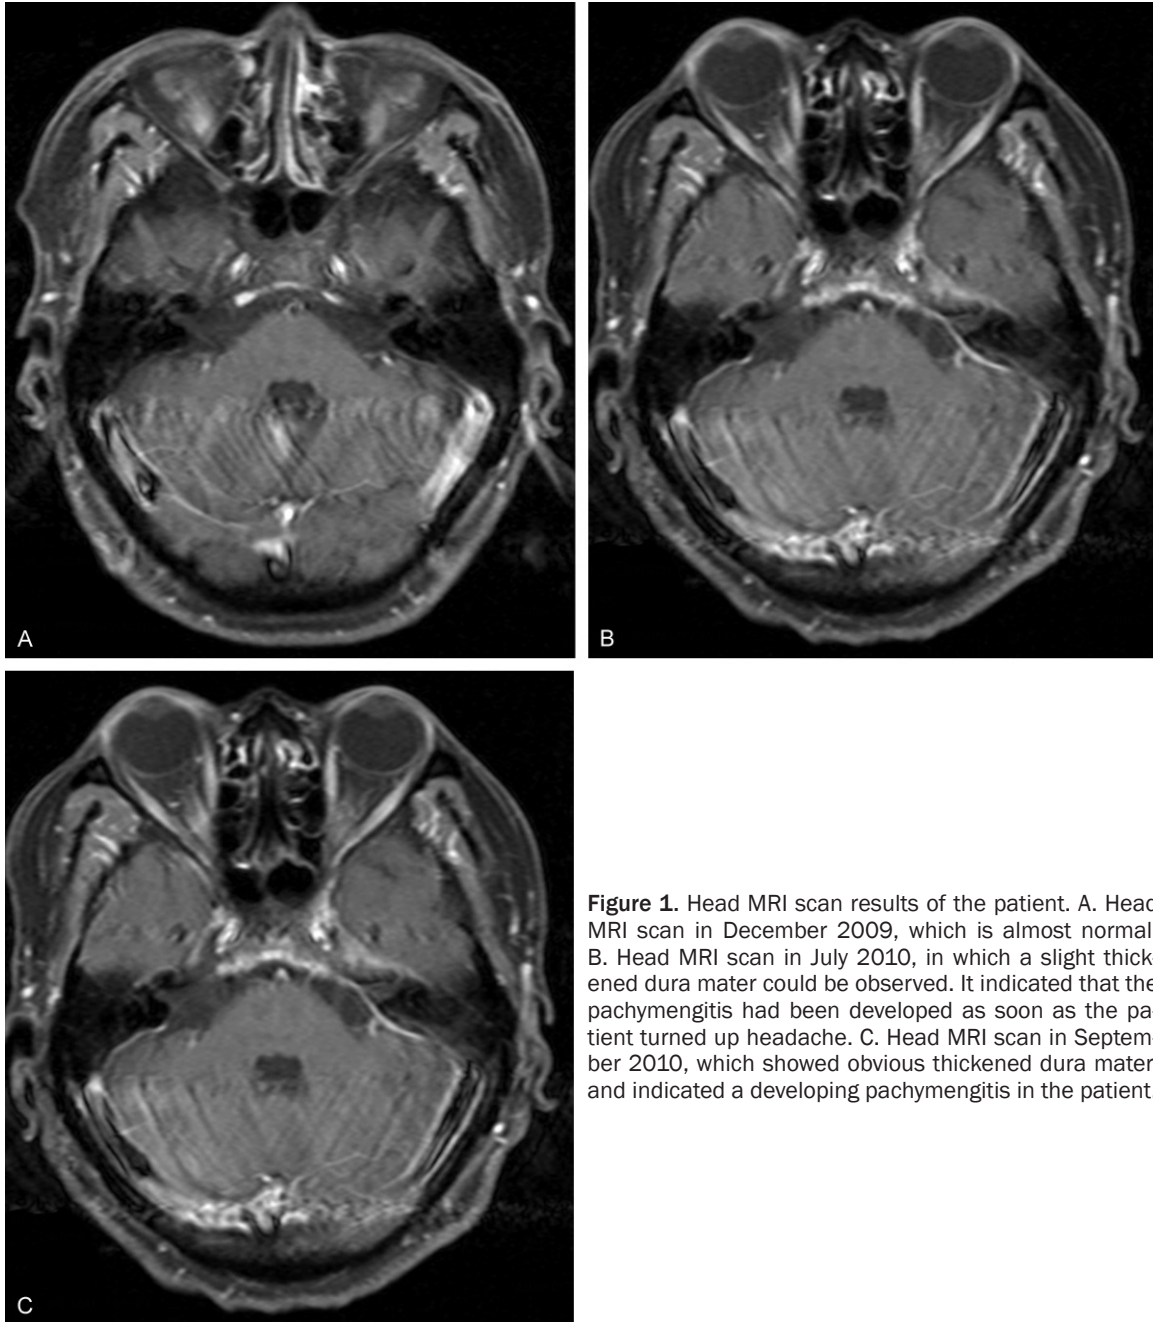 A
B
C
Figure 1. Head MRI scan results of the patient. A. Head
MRI scan in December 2009, which is almost normal.
B. Head MRI scan in July 2010, in which a slight thick-
ened dura mater could be observed. It indicated that the
pachymengitis had been developed as soon as the pa-
tient turned up headache. C. Head MRI scan in Septem-
ber 2010, which showed obvious thickened dura mater
and indicated a developing pachymengitis in the patient.